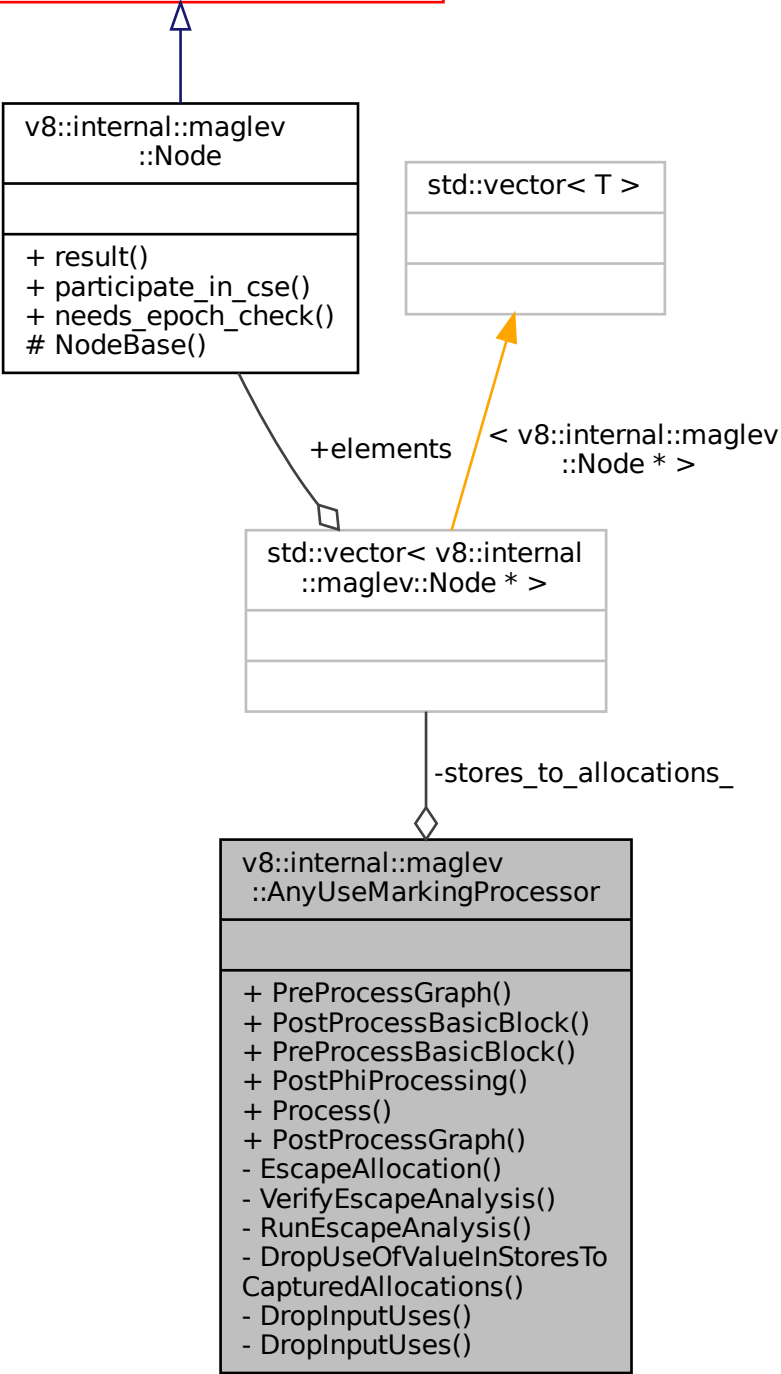 v8::internal::maglev
::Node
+ result()
+ participate_in_cse()
+ needs_epoch_check()
# NodeBase()
std::vector< T >
+elements
< v8::internal::maglev
::Node * >
std::vector< v8::internal
::maglev::Node * >
-stores_to_allocations_
v8::internal::maglev
::AnyUseMarkingProcessor
+ PreProcessGraph()
+ PostProcessBasicBlock()
+ PreProcessBasicBlock()
+ PostPhiProcessing()
+ Process()
+ PostProcessGraph()
- EscapeAllocation()
- VerifyEscapeAnalysis()
- RunEscapeAnalysis()
- DropUseOfValueInStoresTo
CapturedAllocations()
- DropInputUses()
- DropInputUses()